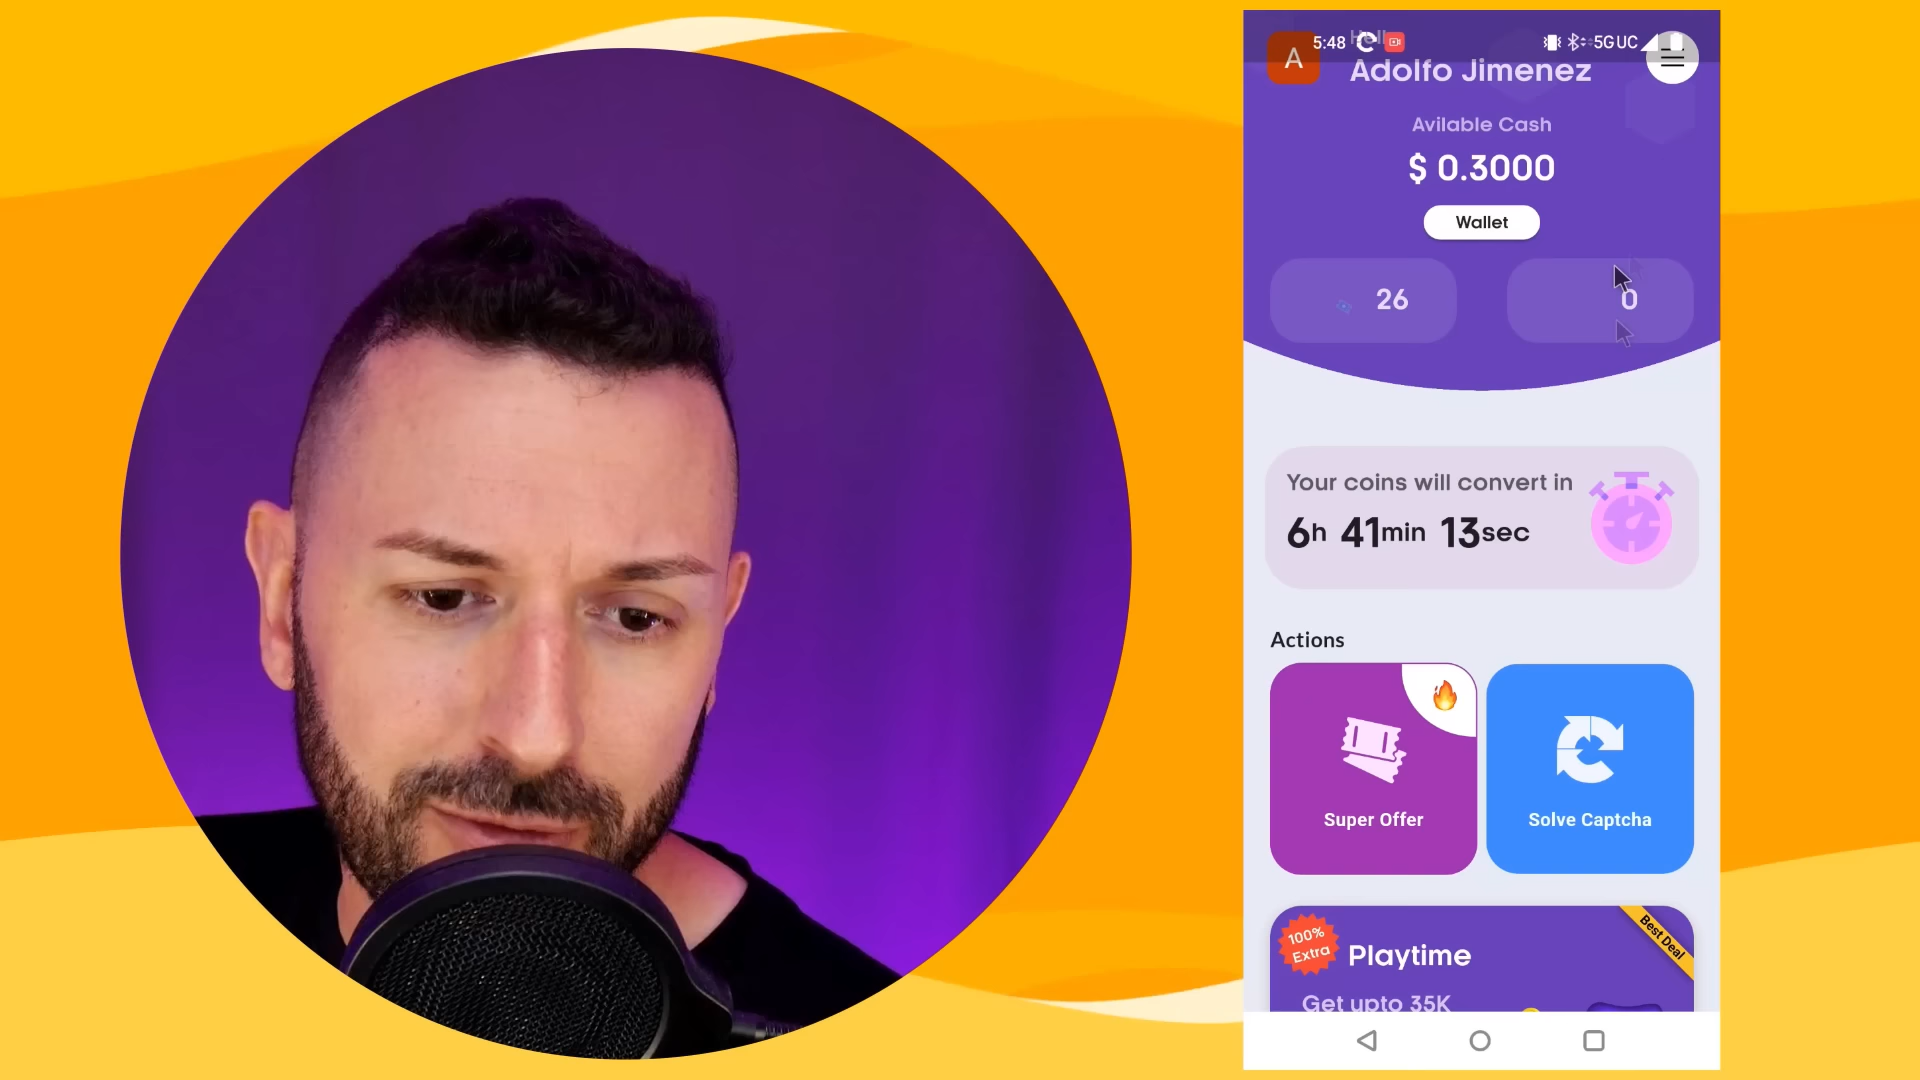 5:48
5G UC
Hell
A
Adolfo Jimenez
Avilable Cash
$ 0.3000
Wallet
26
0
Your coins will convert in
6h 41min 13sec
Actions
Super Offer
Solve Captcha
100%
Extra
Playtime
Best Deal
Get upto 35K